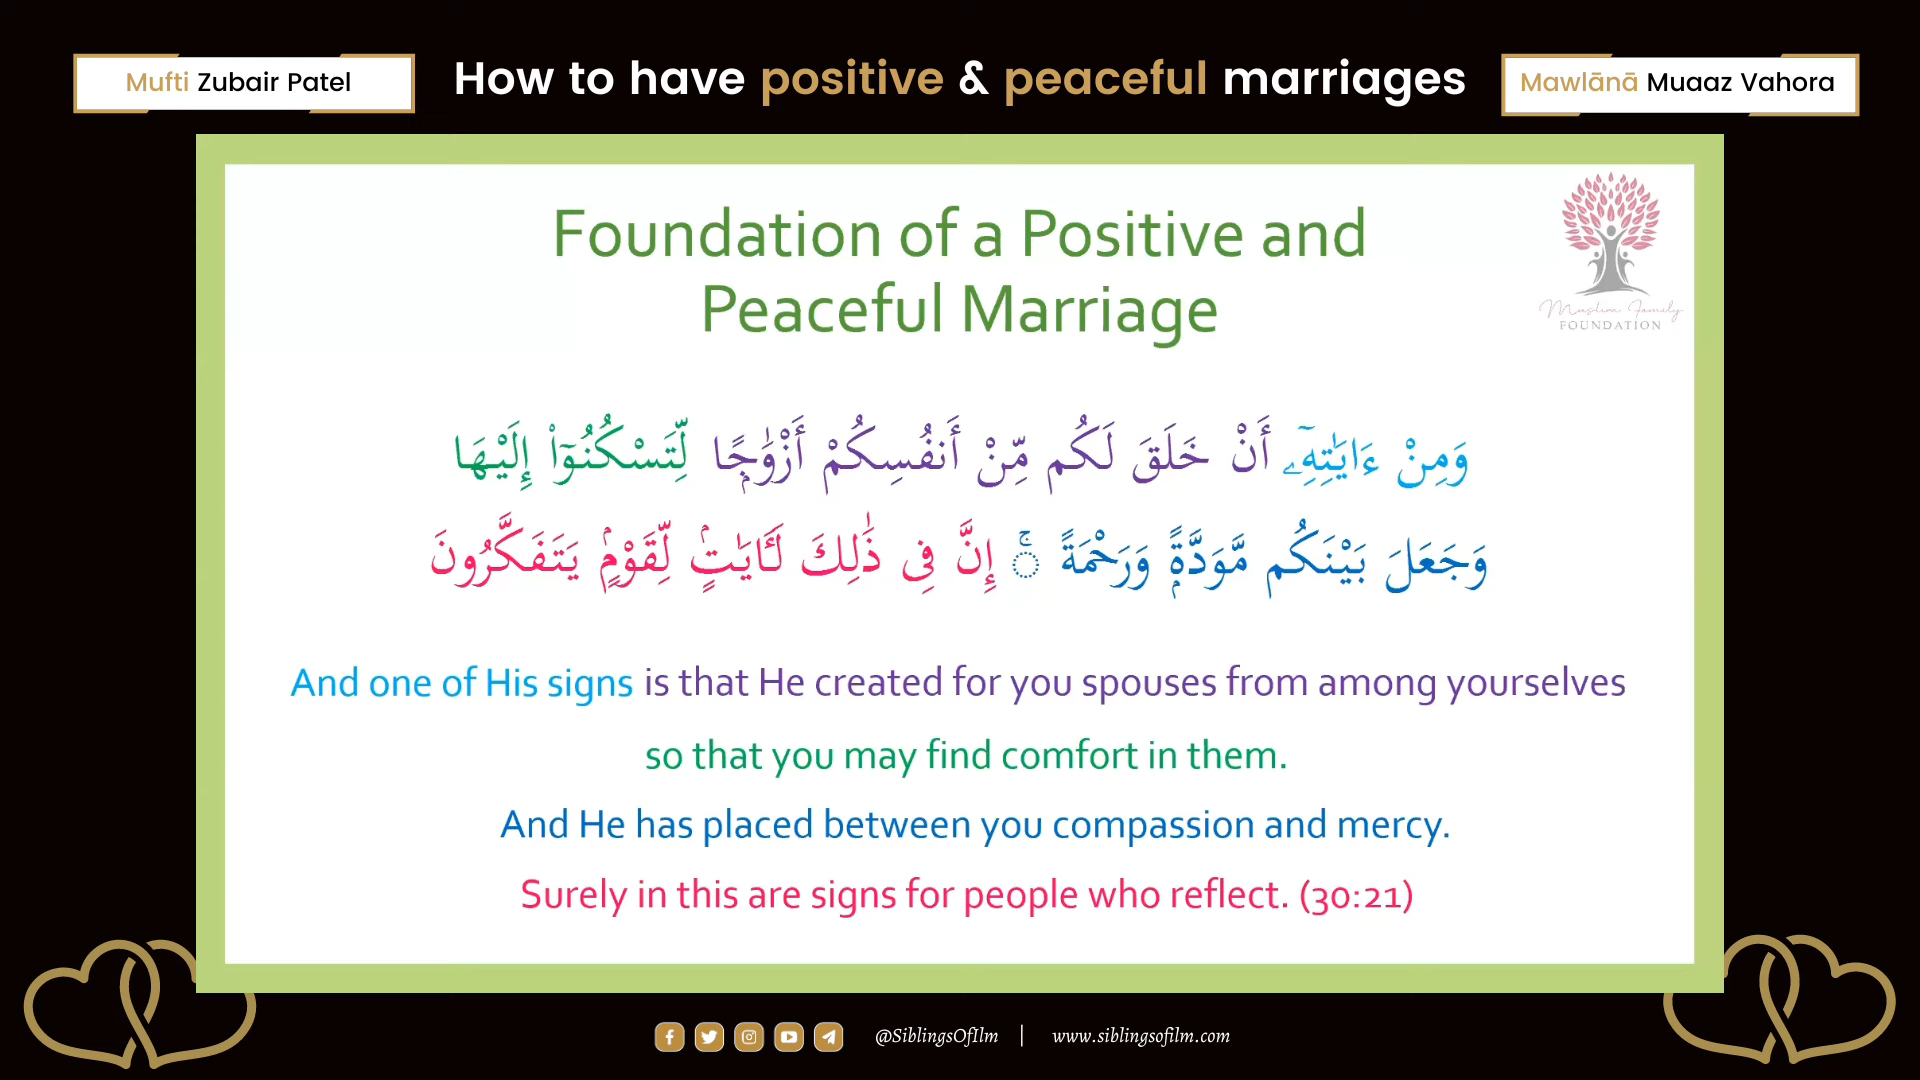 Mufti Zubair Patel
How to have positive & peaceful marriages
Mawlānā Muaaz Vahora
Foundation of a Positive and
Peaceful Marriage
Muslim Family
FOUNDATION
وَمِنْ ءَايَـٰتِهِۦٓ أَنْ خَلَقَ لَكُم مِّنْ أَنفُسِكُمْ أَزْوَٰجًۭا لِّتَسْكُنُوٓا۟ إِلَيْهَا
وَجَعَلَ بَيْنَكُم مَّوَدَّةًۭ وَرَحْمَةً ۚ إِنَّ فِى ذَٰلِكَ لَـَٔايَـٰتٍۢ لِّقَوْمٍۢ يَتَفَكَّرُونَ
And one of His signs is that He created for you spouses from among yourselves
so that you may find comfort in them.
And He has placed between you compassion and mercy.
Surely in this are signs for people who reflect. (30:21)
@SiblingsOfIlm | www.siblingsofilm.com